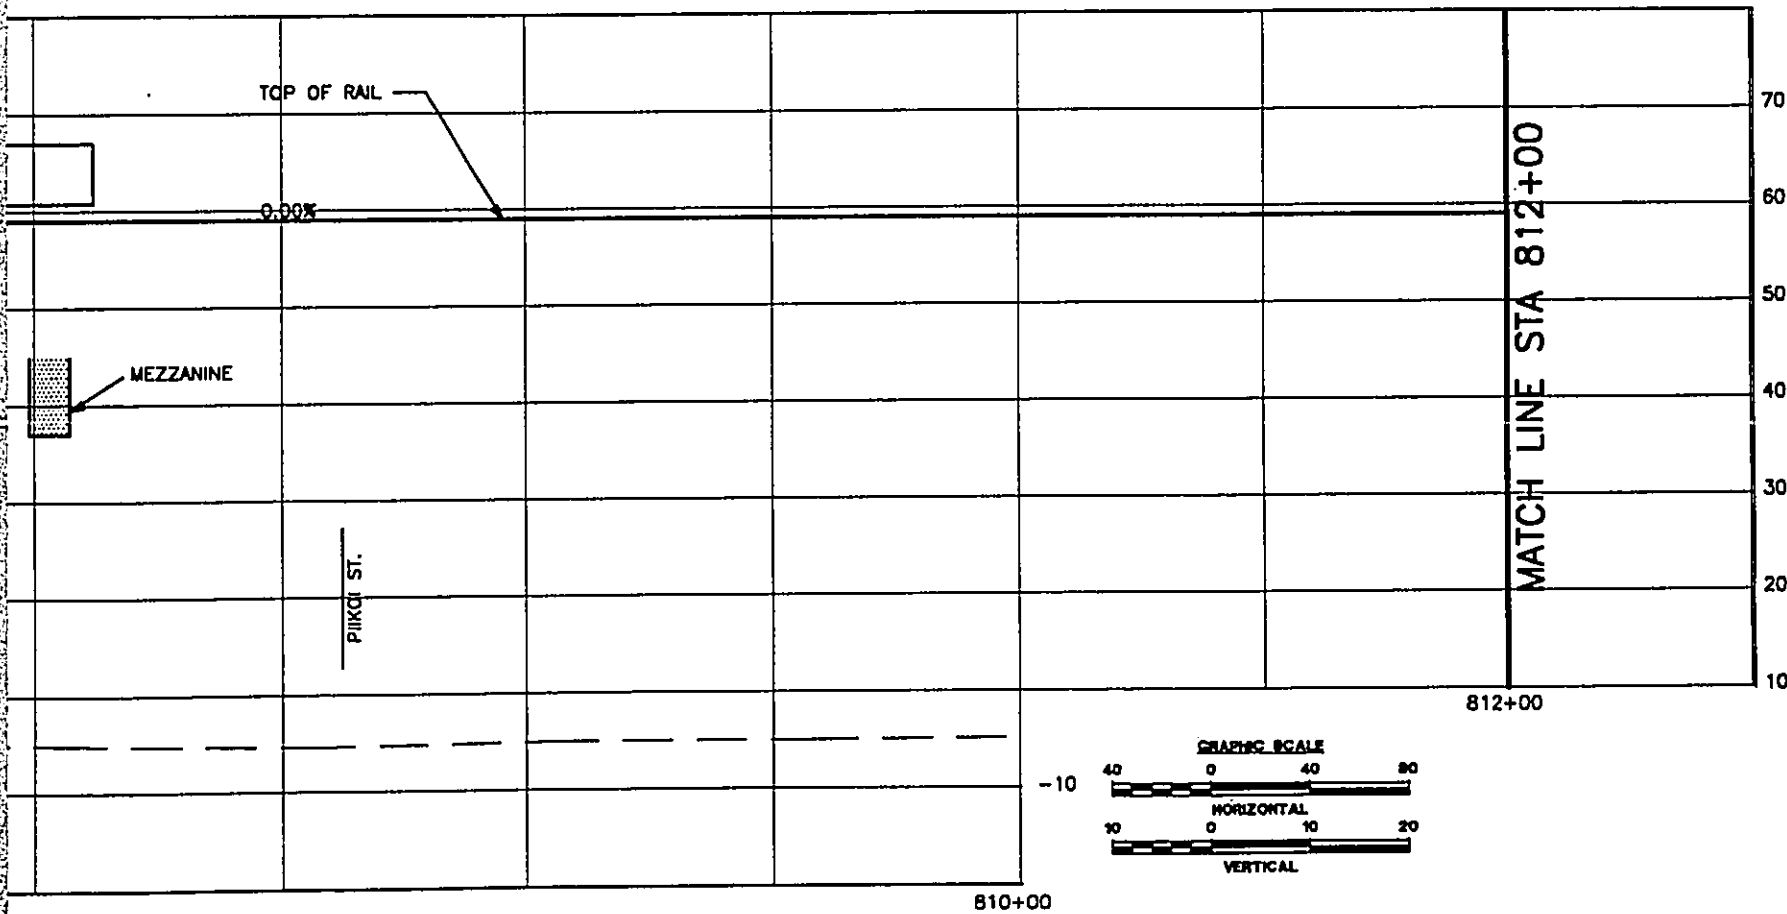 TOP OF RAIL
70
0.00%
60
MATCH LINE STA 812+00
50
MEZZANINE
40
30
PIIKOI ST.
20
10
812+00
GRAPHIC SCALE
40 0 40 80
HORIZONTAL
-10
10 0 10 20
VERTICAL
810+00